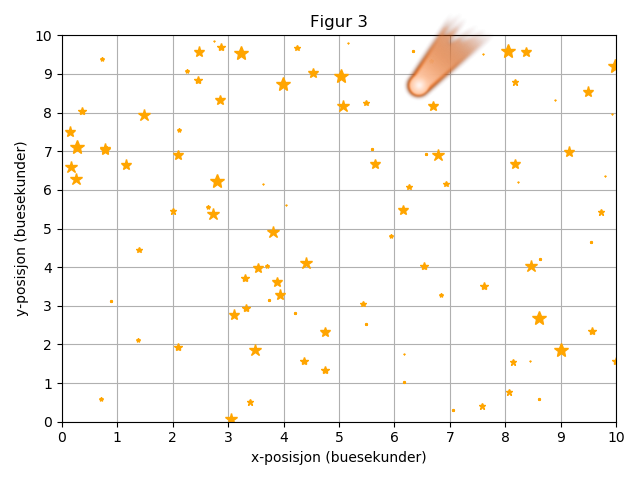 Figur 3
y-posisjon (buesekunder)
10
9
8
7
6
5
4
3
2
1
0
0 1 2 3 4 5 6 7 8 9 10
x-posisjon (buesekunder)